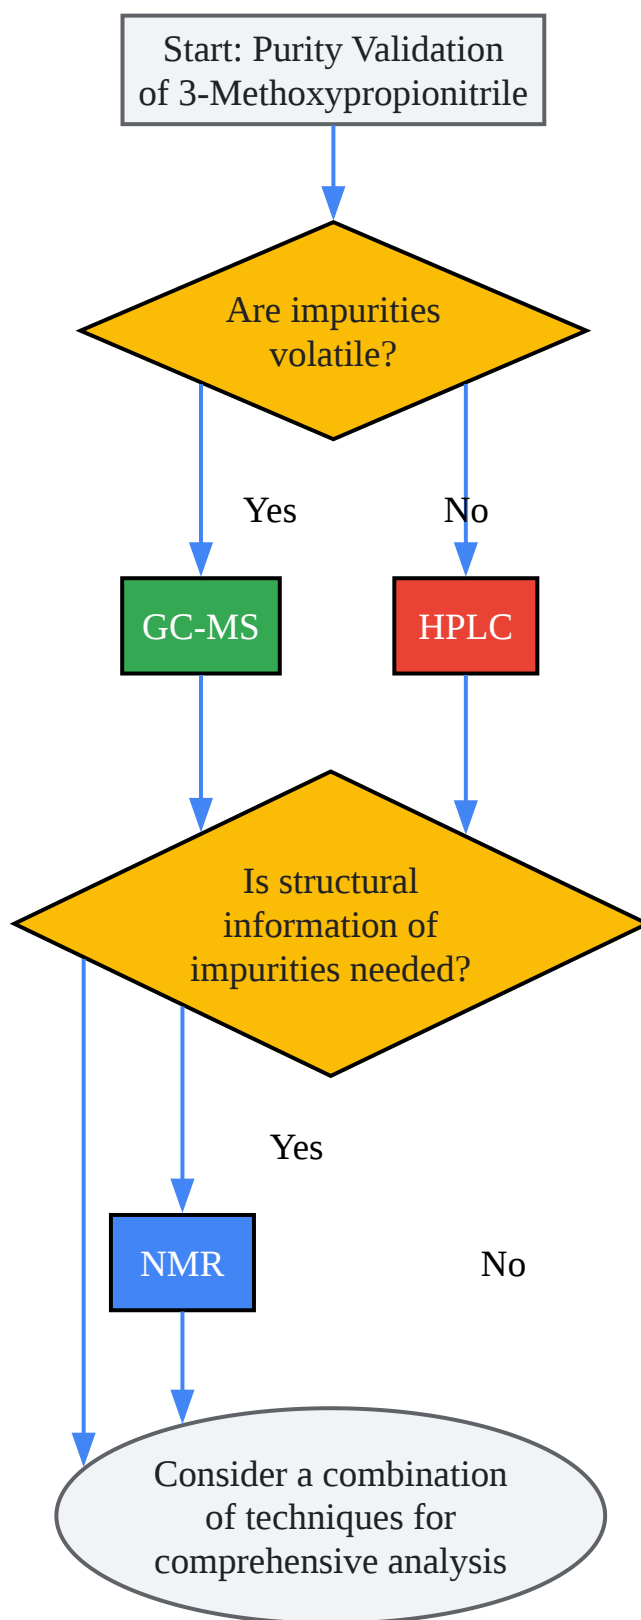 Start: Purity Validation
of 3-Methoxypropionitrile
Are impurities
volatile?
Yes
No
GC-MS
HPLC
Is structural
information of
impurities needed?
Yes
NMR
No
Consider a combination
of techniques for
comprehensive analysis